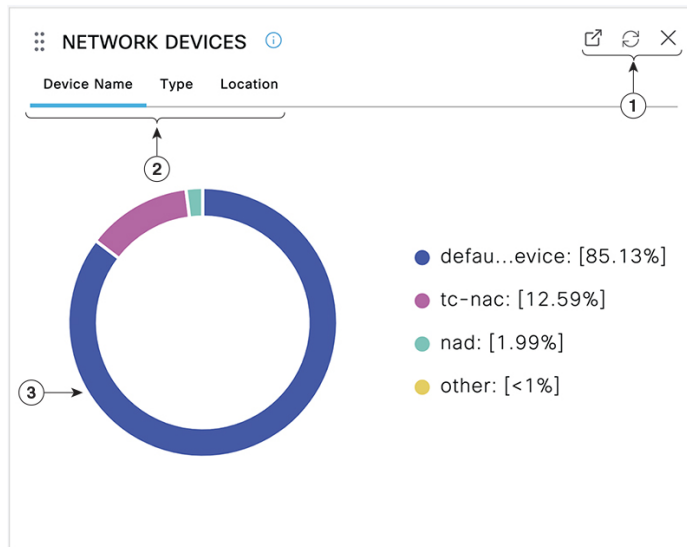 NETWORK DEVICES
Device Name Type Location
1
2
defau...evice: [85.13%]
tc-nac: [12.59%]
nad: [1.99%]
other: [<1%]
3